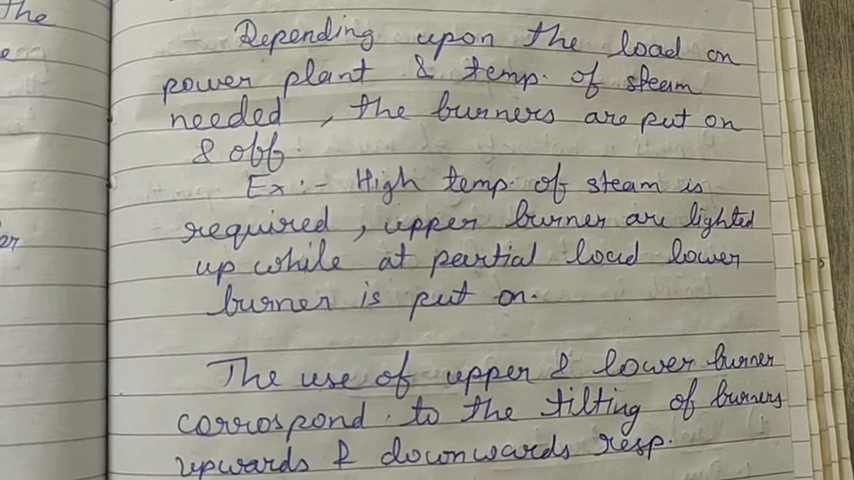 The
e
er
Depending upon the load on
power plant & temp. of steam
needed, the burners are put on
& off.
Ex:- High temp. of steam is
required, upper burner are lighted
up while at partial load lower
burner is put on.
The use of upper & lower burner
corrospond to the tilting of burners
upwards & downwards resp.